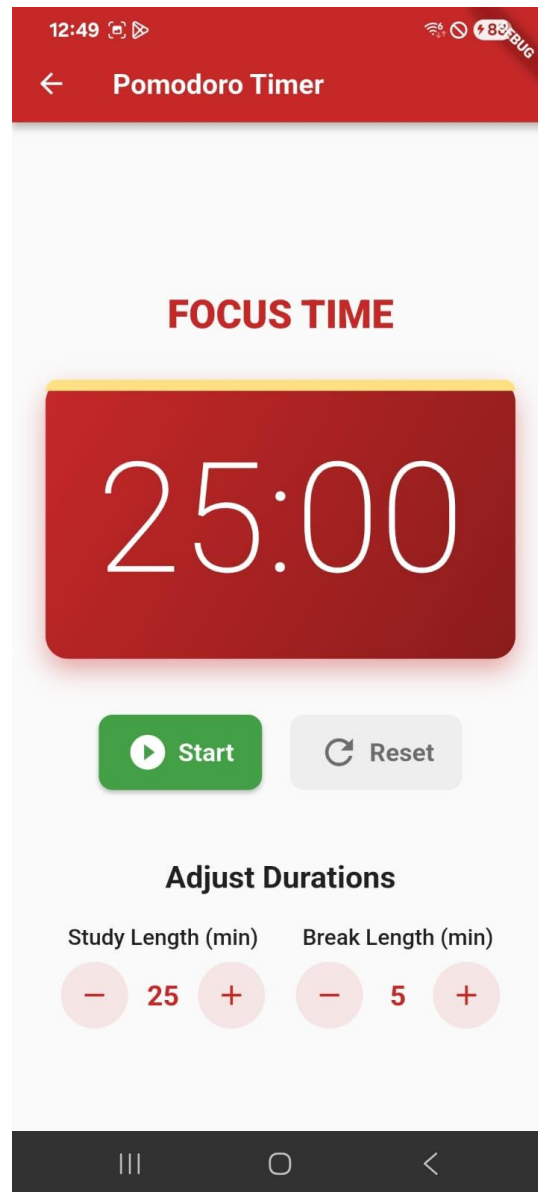 12:49
Pomodoro Timer
FOCUS TIME
25:00
Start Reset
Adjust Durations
Study Length (min) Break Length (min)
− 25 + − 5 +